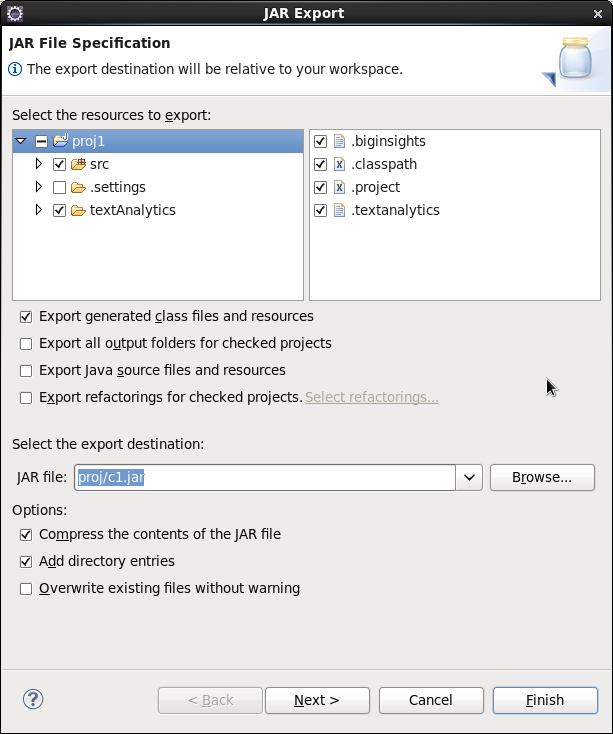 JAR Export
JAR File Specification
The export destination will be relative to your workspace.
Select the resources to export:
proj1
src
.settings
textAnalytics
.biginsights
.classpath
.project
.textanalytics
Export generated class files and resources
Export all output folders for checked projects
Export Java source files and resources
Export refactorings for checked projects. Select refactorings...
Select the export destination:
JAR file: proj/c1.jar Browse...
Options:
Compress the contents of the JAR file
Add directory entries
Overwrite existing files without warning
? < Back Next > Cancel Finish